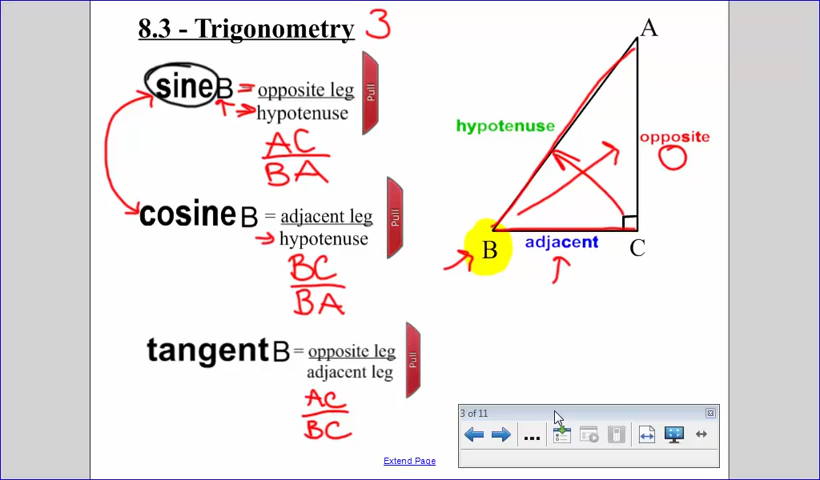 8.3 - Trigonometry 3
sine B = opposite leg
hypotenuse
AC
BA
cosine B = adjacent leg
hypotenuse
BC
BA
tangent B = opposite leg
adjacent leg
AC
BC
Pull
Pull
Pull
A
hypotenuse
opposite
O
B
adjacent
C
3 of 11
Extend Page